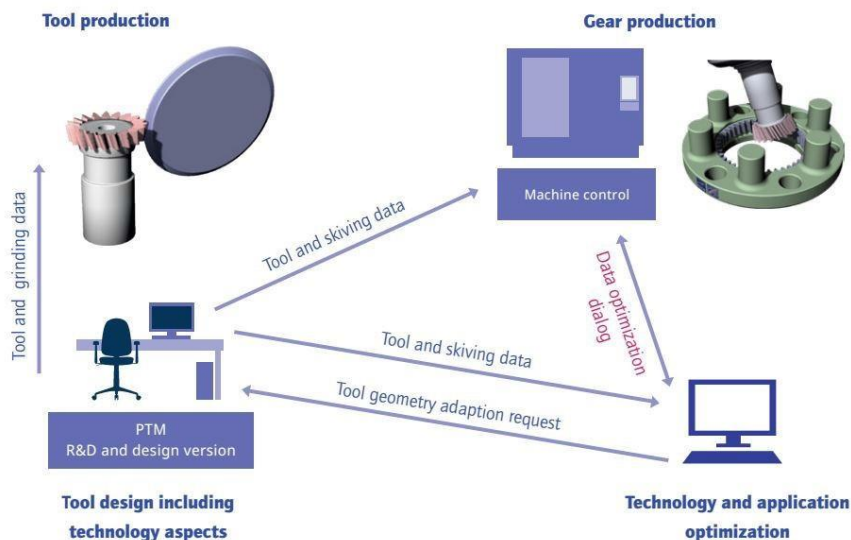 Tool production
Gear production
Machine control
Tool and grinding data
Tool and skiving data
Data optimization
dialog
Tool and skiving data
Tool geometry adaption request
PTM
R&D and design version
Tool design including
technology aspects
Technology and application
optimization